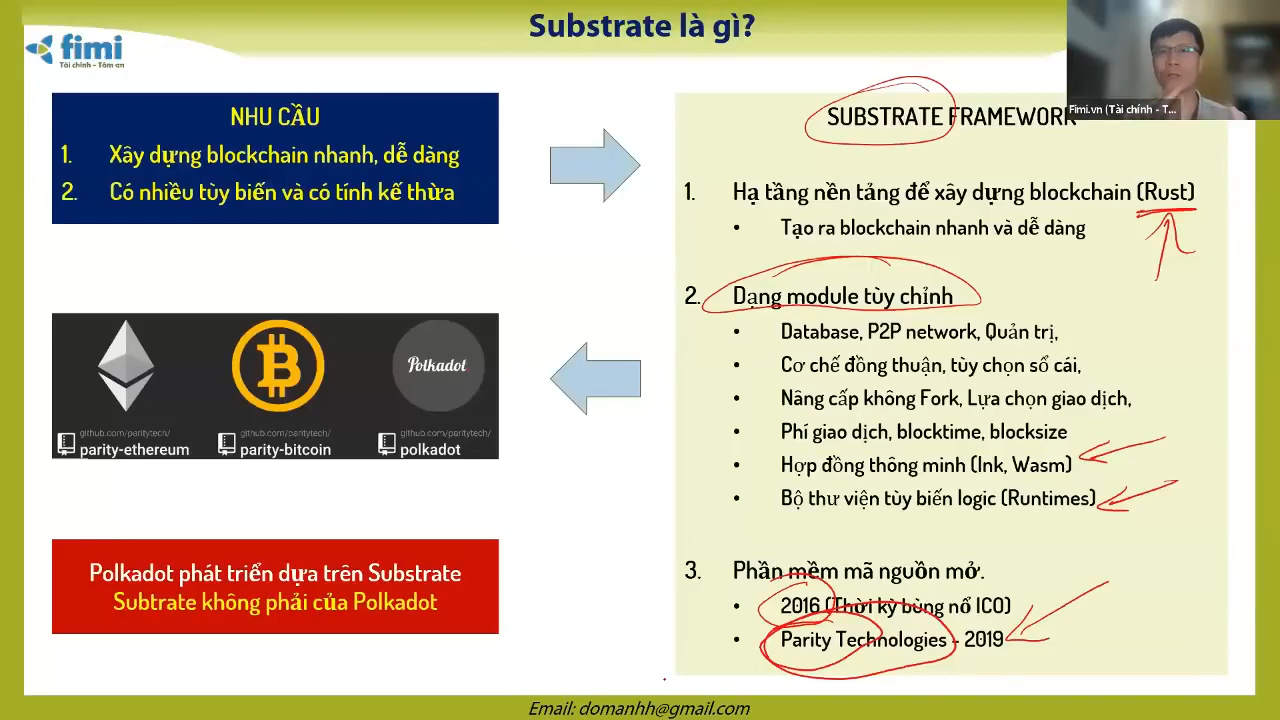 Substrate là gì?
fimi
Tài chính - Tâm an
Fimi.vn (Tài chính - T...
NHU CẦU
1. Xây dựng blockchain nhanh, dễ dàng
2. Có nhiều tùy biến và có tính kế thừa
SUBSTRATE FRAMEWORK
1. Hạ tầng nền tảng để xây dựng blockchain (Rust)
• Tạo ra blockchain nhanh và dễ dàng
2. Dạng module tùy chỉnh
• Database, P2P network, Quản trị,
• Cơ chế đồng thuận, tùy chọn sổ cái,
• Nâng cấp không Fork, Lựa chọn giao dịch,
• Phí giao dịch, blocktime, blocksize
• Hợp đồng thông minh (Ink, Wasm)
• Bộ thư viện tùy biến logic (Runtimes)
3. Phần mềm mã nguồn mở.
• 2016 (Thời kỳ bùng nổ ICO)
• Parity Technologies - 2019
Polkadot
github.com/paritytech/
parity-ethereum
github.com/paritytech/
parity-bitcoin
github.com/paritytech/
polkadot
Polkadot phát triển dựa trên Substrate
Subtrate không phải của Polkadot
Email: domanhh@gmail.com